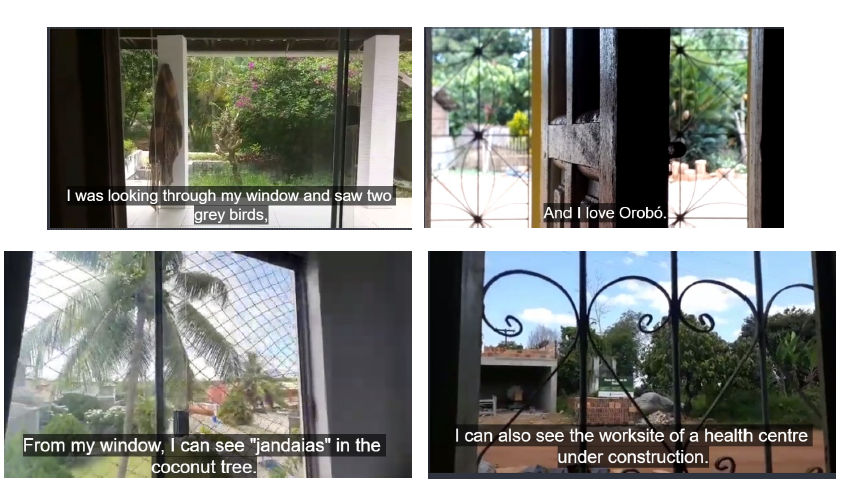 I was looking through my window and saw two
grey birds,
And I love Orobó.
From my window, I can see "jandaias" in the
coconut tree.
I can also see the worksite of a health centre
under construction.